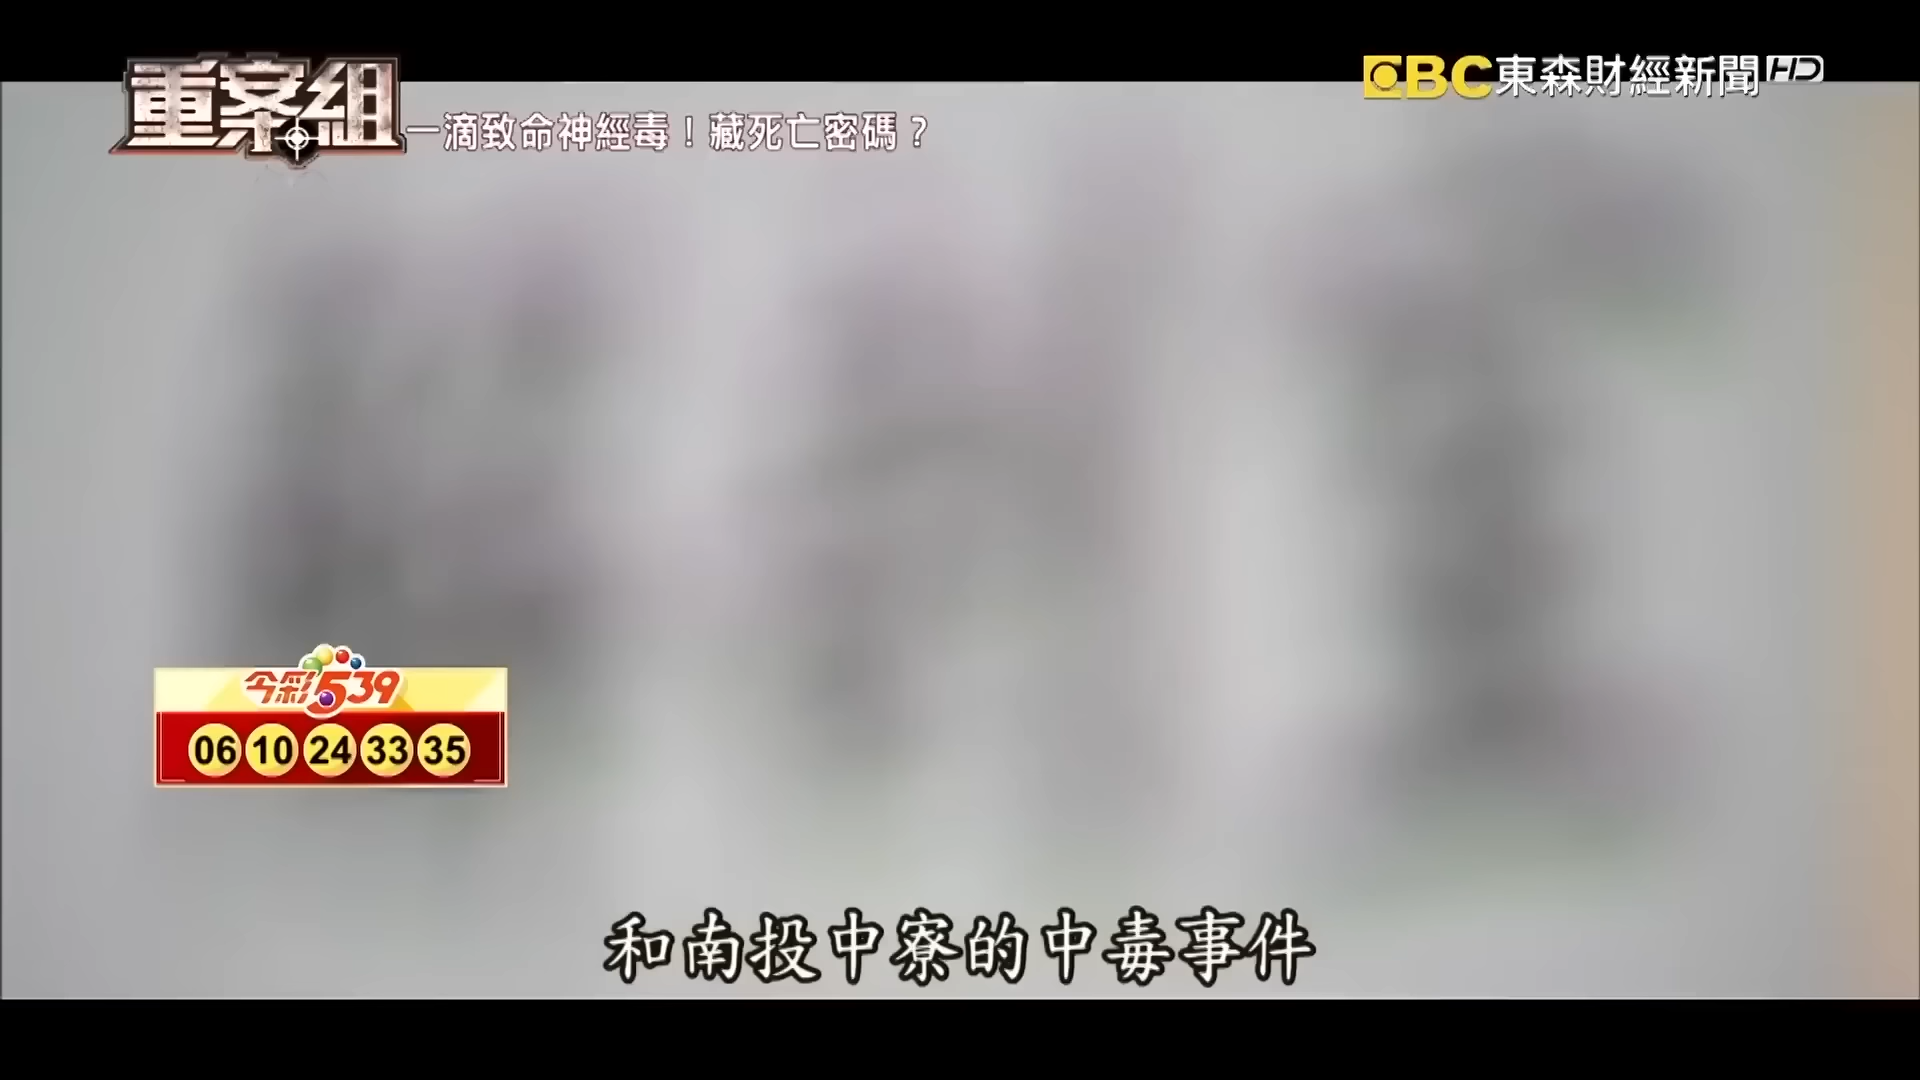 重案組
一滴致命神經毒！藏死亡密碼？
EBC東森財經新聞HD
今彩539
06 10 24 33 35
和南投中寮的中毒事件